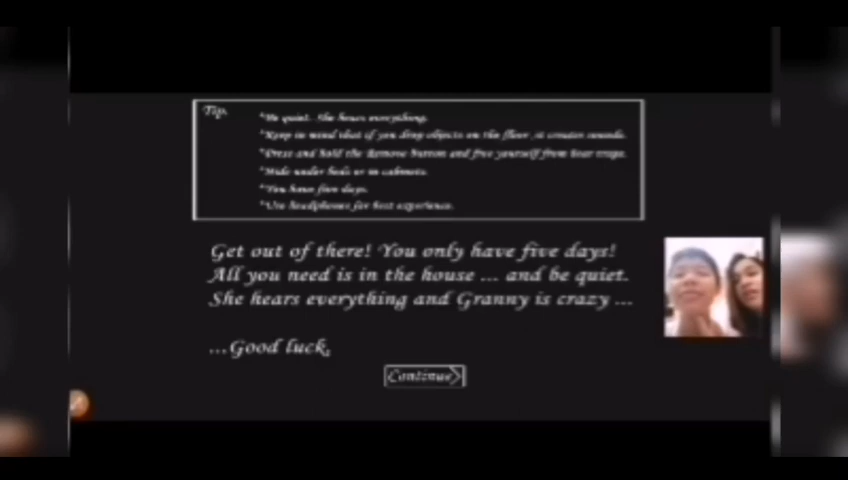 Tip.
*Be quiet. She hears everything.
*Keep in mind that if you drop objects on the floor, it creates sounds.
*Press and hold the Remove button and free yourself from bear traps.
*Hide under beds or in cabinets.
*You have five days.
*Use headphones for best experience.
Get out of there! You only have five days!
All you need is in the house ... and be quiet.
She hears everything and Granny is crazy ...
...Good luck.
Continue